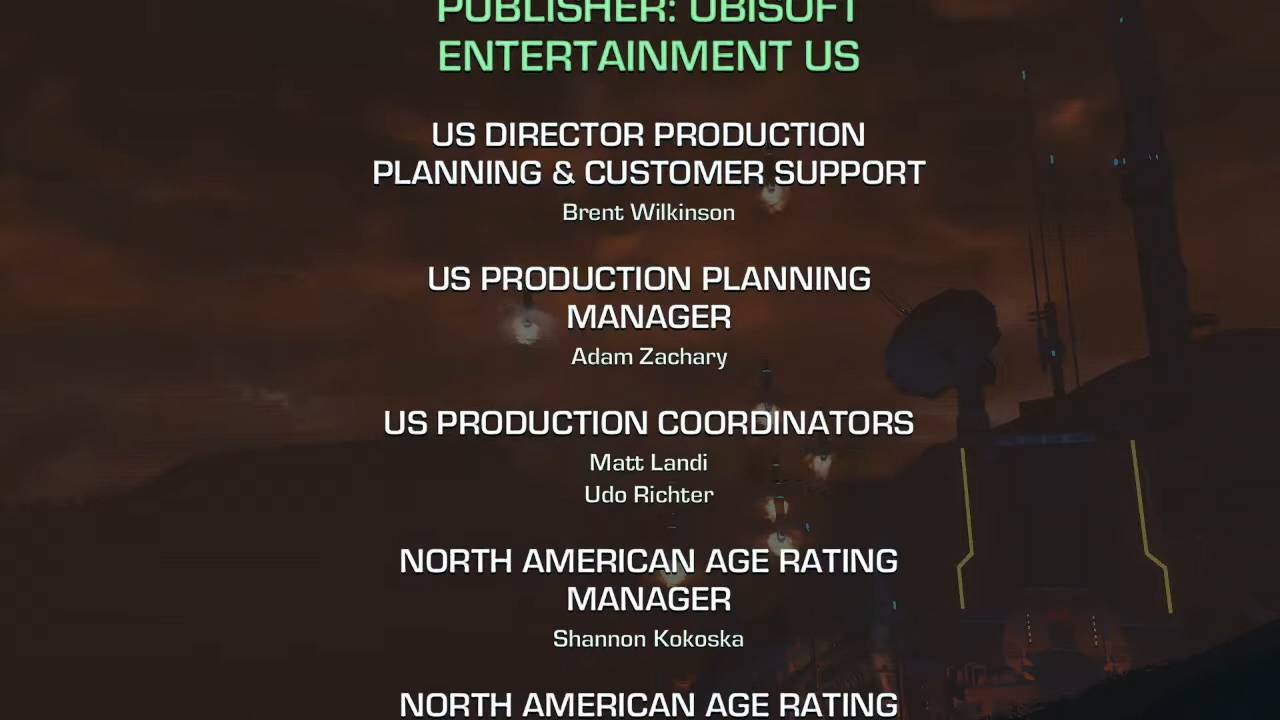 PUBLISHER: UBISOFT
ENTERTAINMENT US
US DIRECTOR PRODUCTION
PLANNING & CUSTOMER SUPPORT
Brent Wilkinson
US PRODUCTION PLANNING
MANAGER
Adam Zachary
US PRODUCTION COORDINATORS
Matt Landi
Udo Richter
NORTH AMERICAN AGE RATING
MANAGER
Shannon Kokoska
NORTH AMERICAN AGE RATING